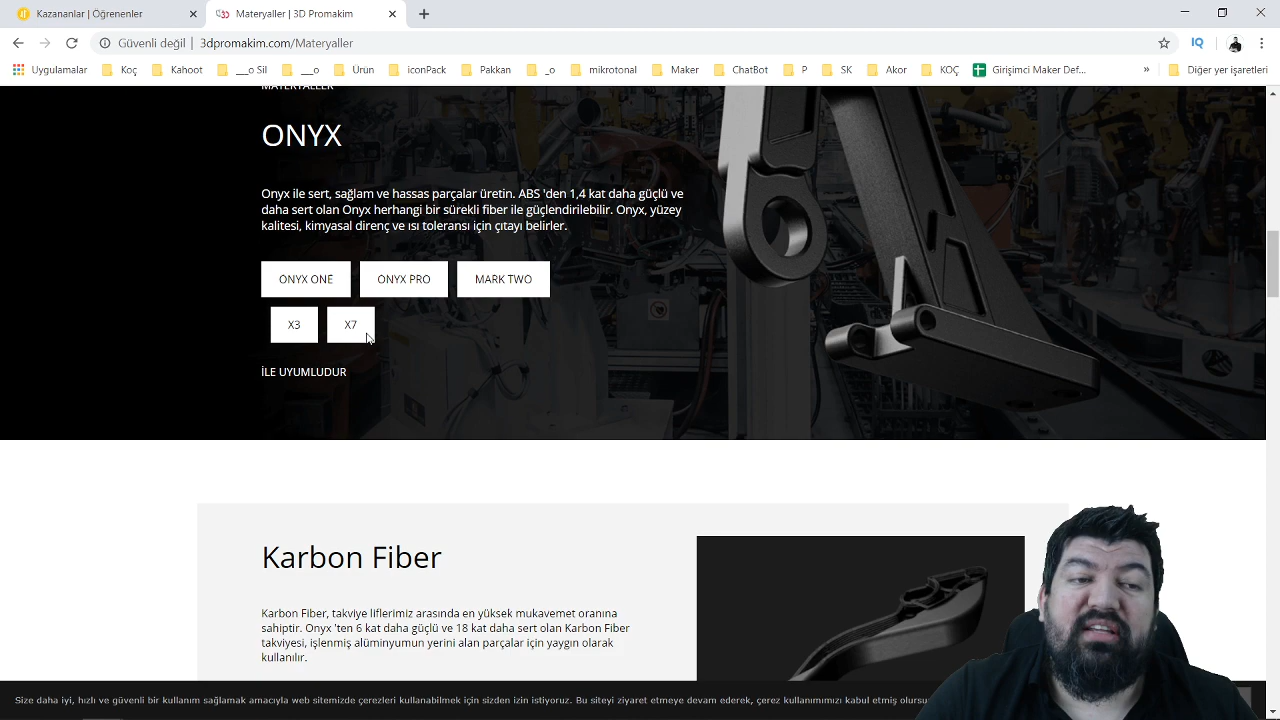 Kazananlar | Öğrenenler
Materyaller | 3D Promakim
Güvenli değil
3dpromakim.com/Materyaller
IQ
Uygulamalar
Koç
Kahoot
___o Sil
___o
Ürün
iconPack
Pakkan
_o
mikrotonal
Maker
ChatBot
P
SK
Akor
KOÇ
Girişimci Maker Def...
»
Diğer yer işaretleri
MATERYALLER
ONYX
Onyx ile sert, sağlam ve hassas parçalar üretin. ABS 'den 1,4 kat daha güçlü ve
daha sert olan Onyx herhangi bir sürekli fiber ile güçlendirilebilir. Onyx, yüzey
kalitesi, kimyasal direnç ve ısı toleransı için çıtayı belirler.
ONYX ONE
ONYX PRO
MARK TWO
X3
X7
İLE UYUMLUDUR
Karbon Fiber
Karbon Fiber, takviye liflerimiz arasında en yüksek mukavemet oranına
sahiptir. Onyx 'ten 6 kat daha güçlü ve 18 kat daha sert olan Karbon Fiber
takviyesi, işlenmiş alüminyumun yerini alan parçalar için yaygın olarak
kullanılır.
Size daha iyi, hızlı ve güvenli bir kullanım sağlamak amacıyla web sitemizde çerezleri kullanabilmek için sizden izin istiyoruz. Bu siteyi ziyaret etmeye devam ederek, çerez kullanımımızı kabul etmiş olursu